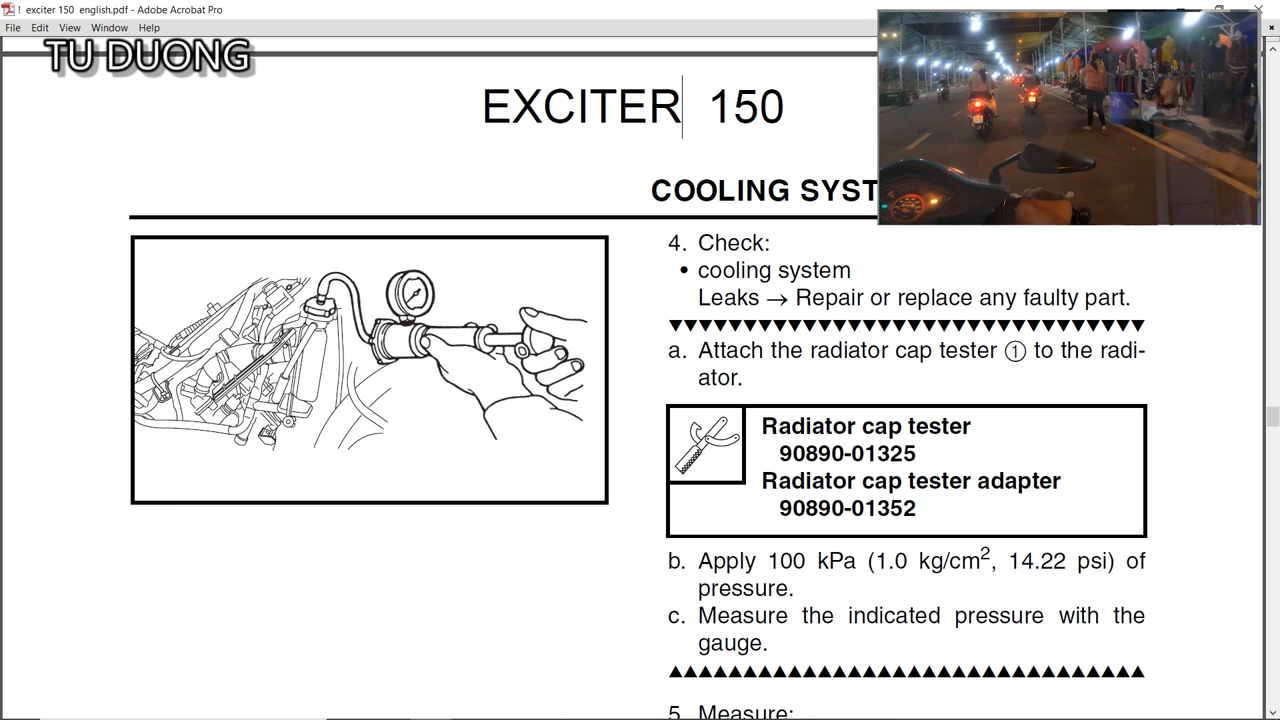 ! exciter 150 english.pdf - Adobe Acrobat Pro
File Edit View Window Help
TU DUONG
EXCITER 150
COOLING SYST
4. Check:
• cooling system
Leaks → Repair or replace any faulty part.
a. Attach the radiator cap tester ① to the radi-
ator.
Radiator cap tester
90890-01325
Radiator cap tester adapter
90890-01352
b. Apply 100 kPa (1.0 kg/cm², 14.22 psi) of
pressure.
c. Measure the indicated pressure with the
gauge.
5. Measure: